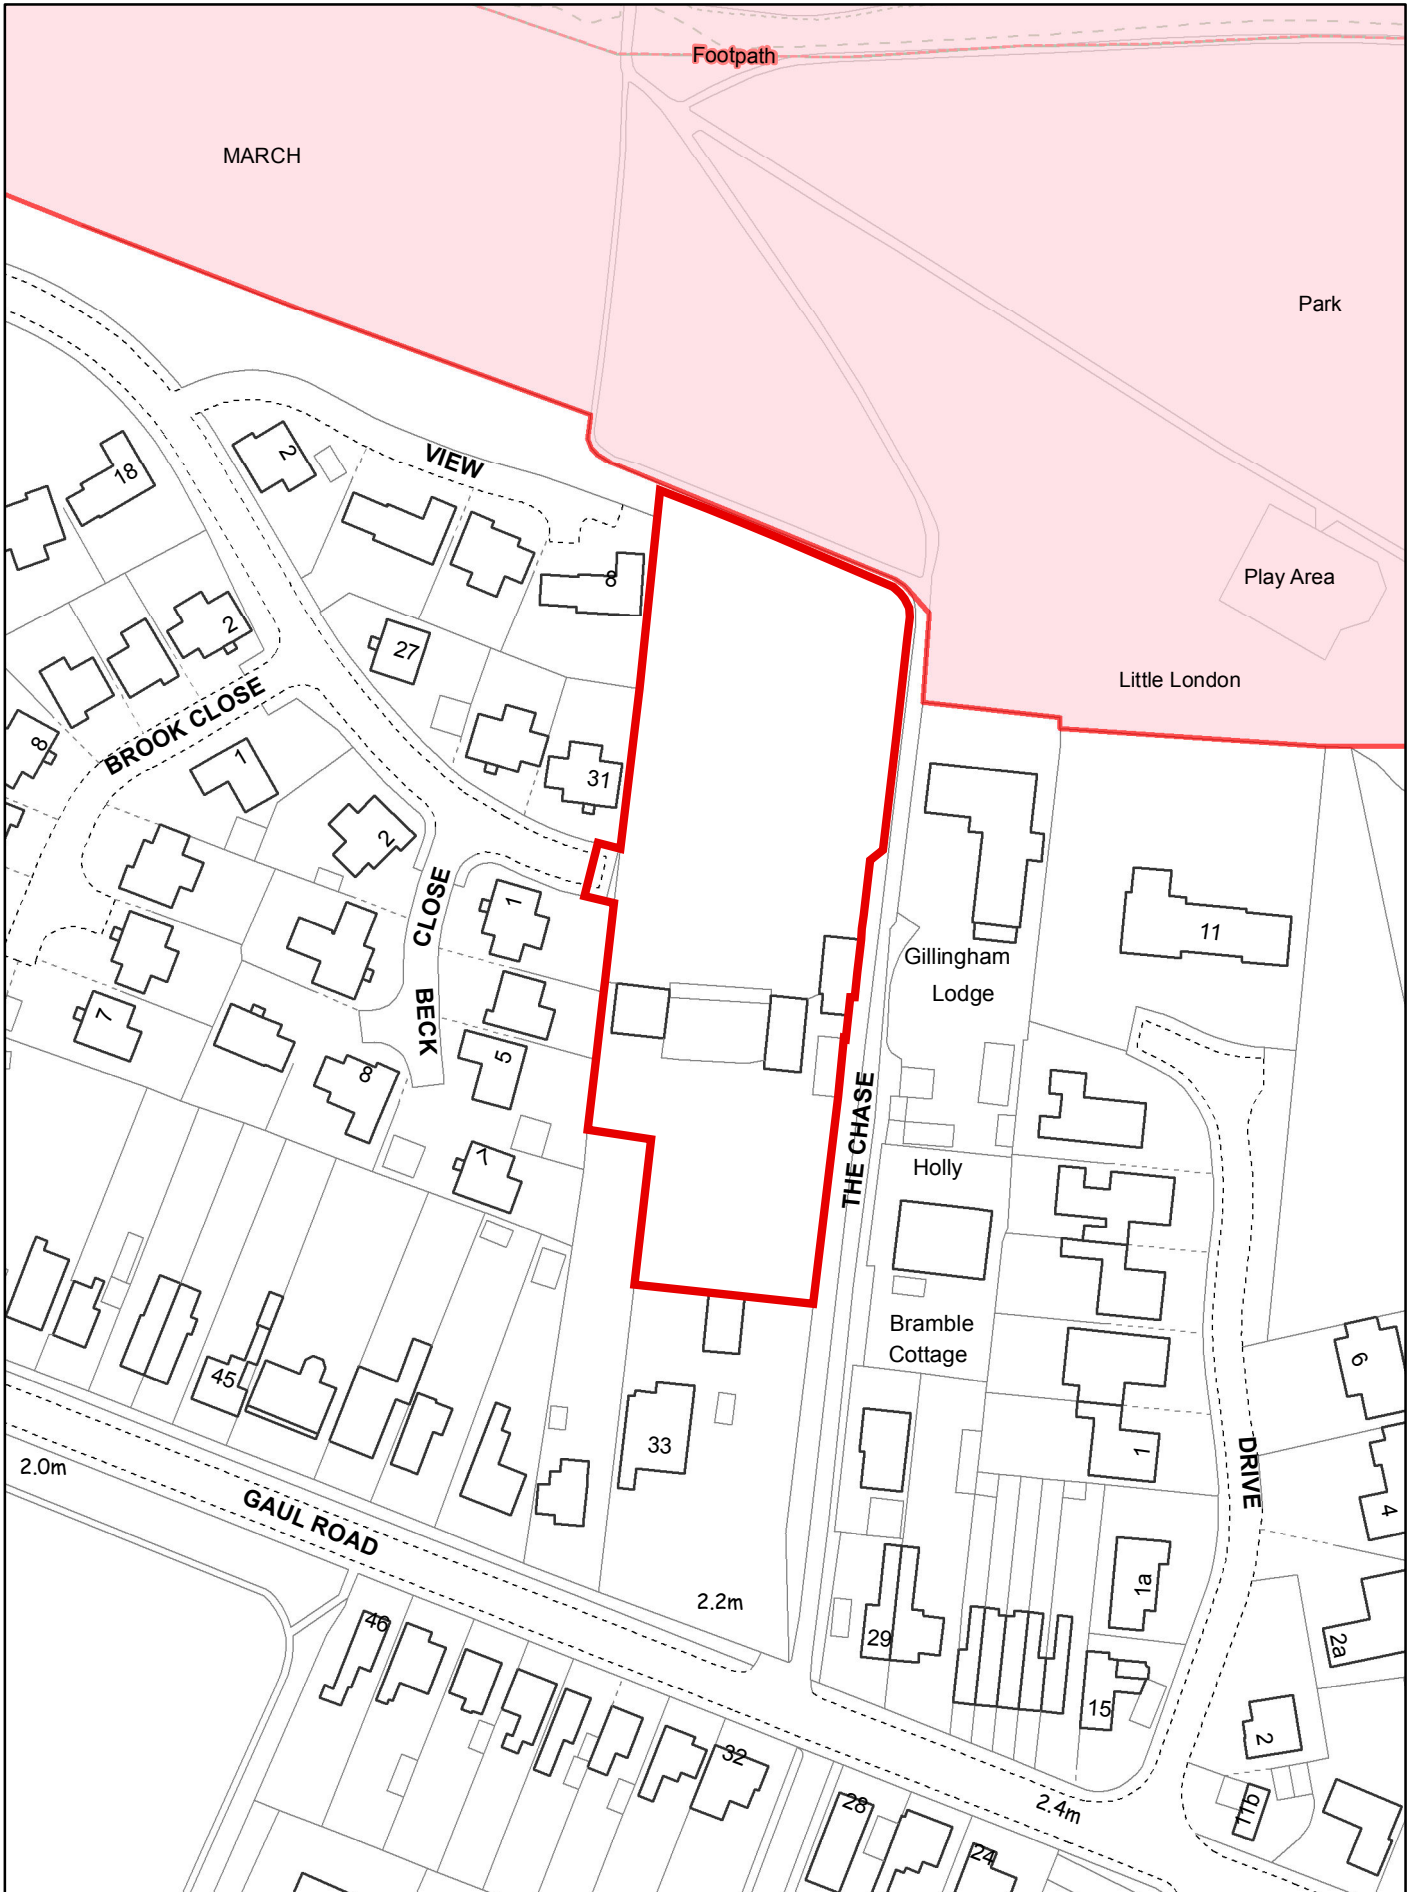 Footpath
MARCH
Park
VIEW
2
18
8
Play Area
2
27
Little London
BROOK CLOSE
8
1
31
2
CLOSE
1
11
Gillingham
Lodge
BECK
7
5
8
THE CHASE
7
Holly
Bramble
Cottage
6
45
33
1
DRIVE
2.0m
4
GAUL ROAD
1a
2.2m
46
29
2a
15
2
32
28
2.4m
11b
24